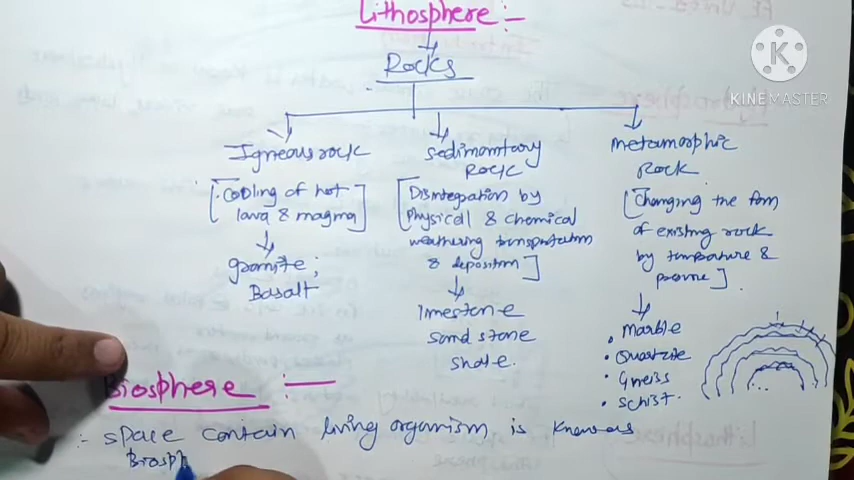 Lithosphere :-
Rocks
KINEMASTER
Igneous rock
[cooling of hot
lava & magma]
↓
granite;
Basalt
Sedimentary
Rock
[Disintegration by
Physicall & chemical
weathering transportation
& deposition]
↓
limestone
sand stone
shale.
metamorphic
Rock
[Changing the form
of existing rock
by temperature &
pressure]
↓
• Marble
• Quartzite
• Gneiss
• Schist.
Biosphere :-
:- space contain living organism is known as
Biosph